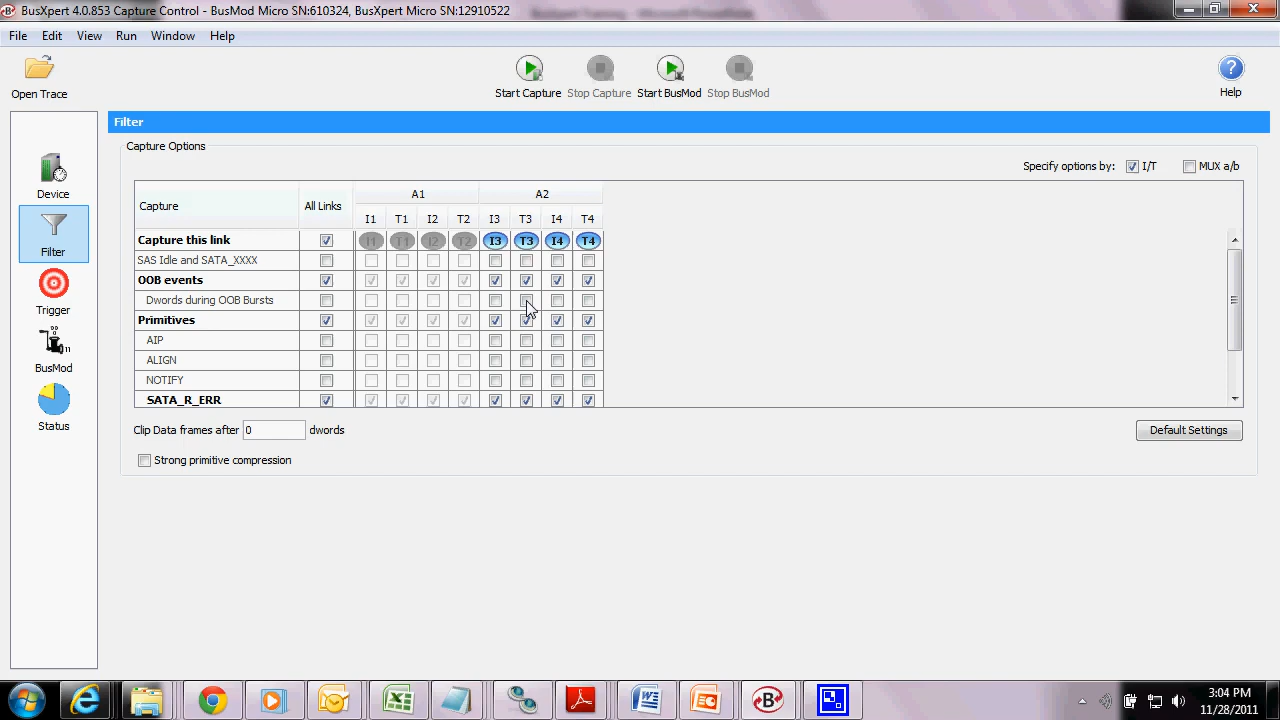 BusXpert 4.0.853 Capture Control - BusMod Micro SN:610324, BusXpert Micro SN:12910522
File Edit View Run Window Help
Open Trace Start Capture Stop Capture Start BusMod Stop BusMod Help
Filter
Capture Options
Specify options by: I/T MUX a/b
A1 A2
Capture All Links
I1 T1 I2 T2 I3 T3 I4 T4
Capture this link I1 T1 I2 T2 I3 T3 I4 T4
SAS Idle and SATA_XXXX
OOB events
Dwords during OOB Bursts
Primitives
AIP
ALIGN
NOTIFY
SATA_R_ERR
Clip Data frames after 0 dwords
Default Settings
Strong primitive compression
Device
Filter
Trigger
BusMod
Status
3:04 PM
11/28/2011